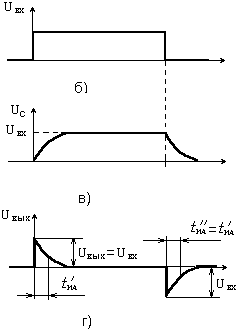 U вх
б)
U C
U вх
в)
U вых
t″ИА = t′ИА
U вых = U вх
t′ИА
U вх
г)